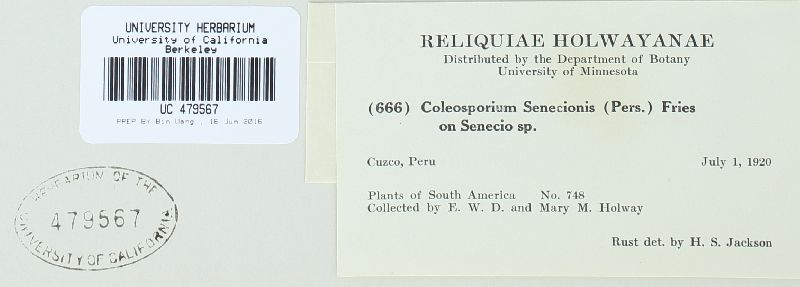 UNIVERSITY HERBARIUM
University of California
Berkeley
UC 479567
PREP BY Bin Wang , 16 Jun 2016
HERBARIUM OF THE
479567
UNIVERSITY OF CALIFORNIA
RELIQUIAE HOLWAYANAE
Distributed by the Department of Botany
University of Minnesota
(666) Coleosporium Senecionis (Pers.) Fries
on Senecio sp.
Cuzco, Peru July 1, 1920
Plants of South America No. 748
Collected by E. W. D. and Mary M. Holway
Rust det. by H. S. Jackson